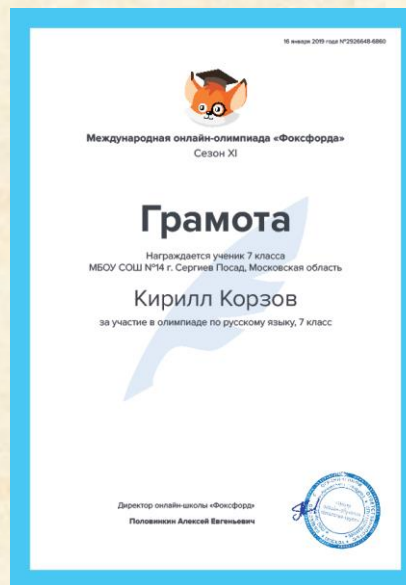 16 января 2019 года №2926648-6860
Международная онлайн-олимпиада «Фоксфорда»
Сезон XI
Грамота
Награждается ученик 7 класса
МБОУ СОШ №14 г. Сергиев Посад, Московская область
Кирилл Корзов
за участие в олимпиаде по русскому языку, 7 класс
Директор онлайн-школы «Фоксфорд»
Половинкин Алексей Евгеньевич